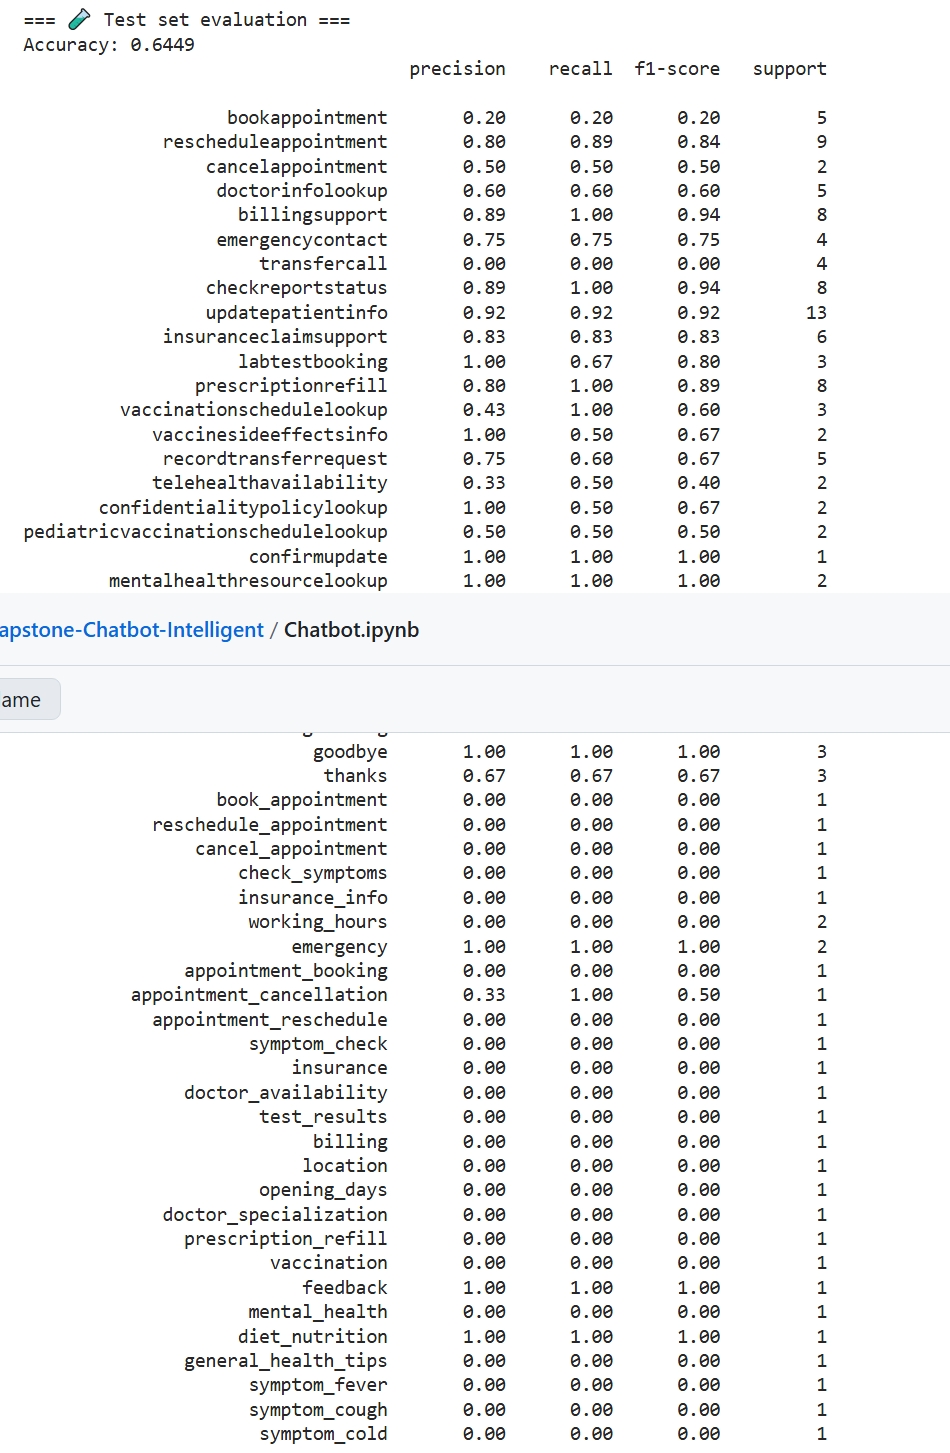 === 🧪 Test set evaluation ===
Accuracy: 0.6449
precision recall f1-score support
bookappointment 0.20 0.20 0.20 5
rescheduleappointment 0.80 0.89 0.84 9
cancelappointment 0.50 0.50 0.50 2
doctorinfolookup 0.60 0.60 0.60 5
billingsupport 0.89 1.00 0.94 8
emergencycontact 0.75 0.75 0.75 4
transfercall 0.00 0.00 0.00 4
checkreportstatus 0.89 1.00 0.94 8
updatepatientinfo 0.92 0.92 0.92 13
insuranceclaimsupport 0.83 0.83 0.83 6
labtestbooking 1.00 0.67 0.80 3
prescriptionrefill 0.80 1.00 0.89 8
vaccinationschedulelookup 0.43 1.00 0.60 3
vaccinesideeffectsinfo 1.00 0.50 0.67 2
recordtransferrequest 0.75 0.60 0.67 5
telehealthavailability 0.33 0.50 0.40 2
confidentialitypolicylookup 1.00 0.50 0.67 2
pediatricvaccinationschedulelookup 0.50 0.50 0.50 2
confirmupdate 1.00 1.00 1.00 1
mentalhealthresourcelookup 1.00 1.00 1.00 2
apstone-Chatbot-Intelligent / Chatbot.ipynb
ame
goodbye 1.00 1.00 1.00 3
thanks 0.67 0.67 0.67 3
book_appointment 0.00 0.00 0.00 1
reschedule_appointment 0.00 0.00 0.00 1
cancel_appointment 0.00 0.00 0.00 1
check_symptoms 0.00 0.00 0.00 1
insurance_info 0.00 0.00 0.00 1
working_hours 0.00 0.00 0.00 2
emergency 1.00 1.00 1.00 2
appointment_booking 0.00 0.00 0.00 1
appointment_cancellation 0.33 1.00 0.50 1
appointment_reschedule 0.00 0.00 0.00 1
symptom_check 0.00 0.00 0.00 1
insurance 0.00 0.00 0.00 1
doctor_availability 0.00 0.00 0.00 1
test_results 0.00 0.00 0.00 1
billing 0.00 0.00 0.00 1
location 0.00 0.00 0.00 1
opening_days 0.00 0.00 0.00 1
doctor_specialization 0.00 0.00 0.00 1
prescription_refill 0.00 0.00 0.00 1
vaccination 0.00 0.00 0.00 1
feedback 1.00 1.00 1.00 1
mental_health 0.00 0.00 0.00 1
diet_nutrition 1.00 1.00 1.00 1
general_health_tips 0.00 0.00 0.00 1
symptom_fever 0.00 0.00 0.00 1
symptom_cough 0.00 0.00 0.00 1
symptom_cold 0.00 0.00 0.00 1